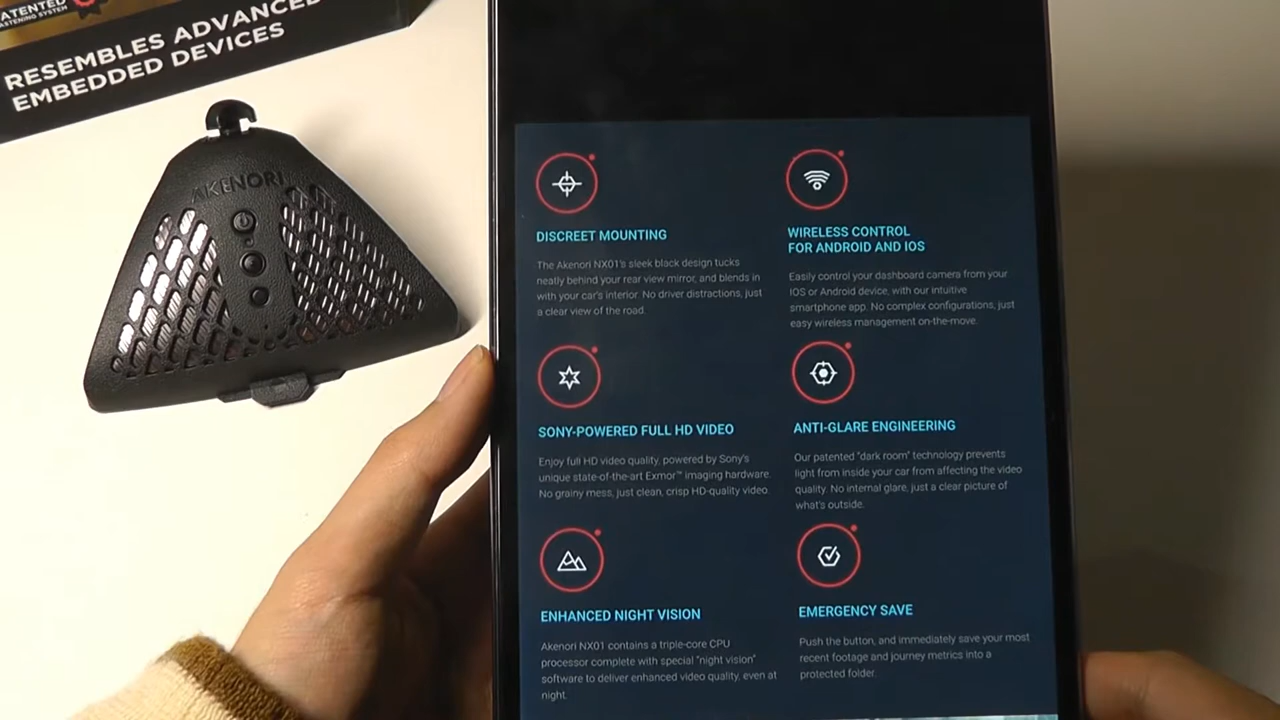 ATENTED
ASTENING SYSTEM
RESEMBLES ADVANCED
EMBEDDED DEVICES
AKENORI
DISCREET MOUNTING
The Akenori NX01's sleek black design tucks
neatly behind your rear view mirror, and blends in
with your car's interior. No driver distractions, just
a clear view of the road.
WIRELESS CONTROL
FOR ANDROID AND IOS
Easily control your dashboard camera from your
IOS or Android device, with our intuitive
smartphone app. No complex configurations, just
easy wireless management on-the-move.
SONY-POWERED FULL HD VIDEO
Enjoy full HD video quality, powered by Sony's
unique state-of-the-art Exmor™ imaging hardware.
No grainy mess, just clean, crisp HD-quality video.
ANTI-GLARE ENGINEERING
Our patented "dark room" technology prevents
light from inside your car from affecting the video
quality. No internal glare, just a clear picture of
what's outside.
ENHANCED NIGHT VISION
Akenori NX01 contains a triple-core CPU
processor complete with special "night vision"
software to deliver enhanced video quality, even at
night.
EMERGENCY SAVE
Push the button, and immediately save your most
recent footage and journey metrics into a
protected folder.